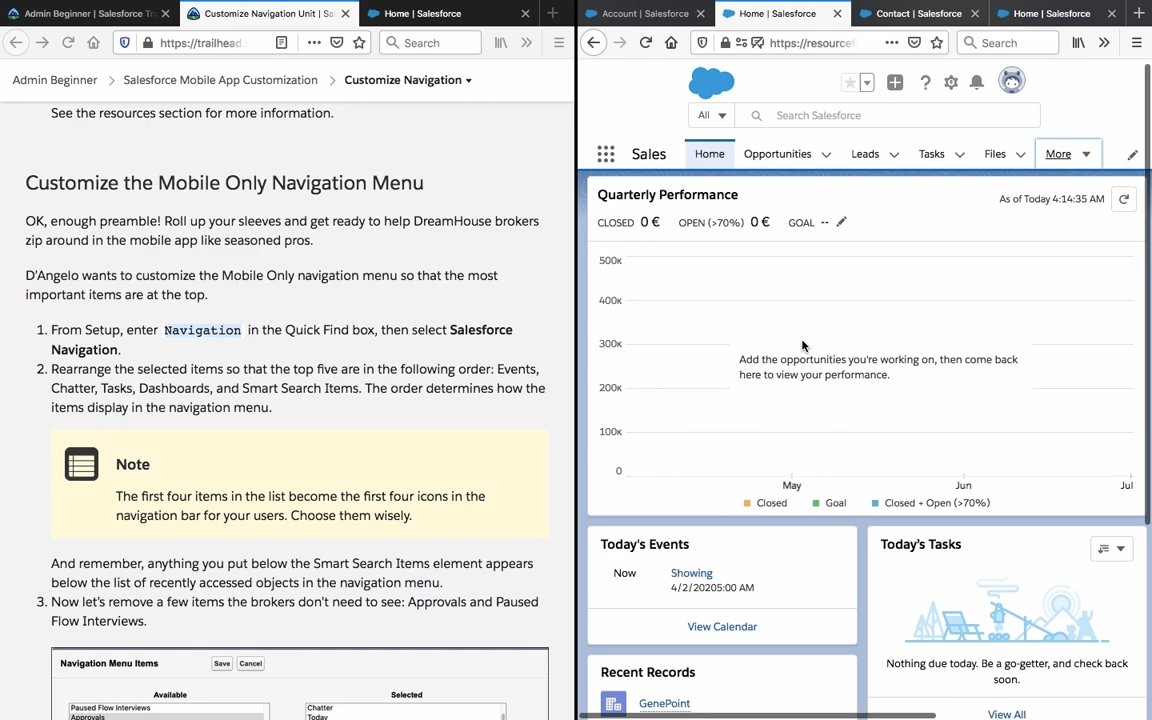 Admin Beginner | Salesforce Tr
Customize Navigation Unit | Sa
Home | Salesforce
https://trailhead.
Search
Admin Beginner
Salesforce Mobile App Customization
Customize Navigation
See the resources section for more information.
Customize the Mobile Only Navigation Menu
OK, enough preamble! Roll up your sleeves and get ready to help DreamHouse brokers
zip around in the mobile app like seasoned pros.
D'Angelo wants to customize the Mobile Only navigation menu so that the most
important items are at the top.
1. From Setup, enter Navigation in the Quick Find box, then select Salesforce
Navigation.
2. Rearrange the selected items so that the top five are in the following order: Events,
Chatter, Tasks, Dashboards, and Smart Search Items. The order determines how the
items display in the navigation menu.
Note
The first four items in the list become the first four icons in the
navigation bar for your users. Choose them wisely.
And remember, anything you put below the Smart Search Items element appears
below the list of recently accessed objects in the navigation menu.
3. Now let's remove a few items the brokers don't need to see: Approvals and Paused
Flow Interviews.
Navigation Menu Items
Save
Cancel
Available
Selected
Paused Flow Interviews
Approvals
Chatter
Today
Account | Salesforce
Home | Salesforce
Contact | Salesforce
Home | Salesforce
https://resourcef
Search
All
Search Salesforce
Sales
Home
Opportunities
Leads
Tasks
Files
More
Quarterly Performance
As of Today 4:14:35 AM
CLOSED 0 € OPEN (>70%) 0 € GOAL --
500K
400K
300K
200K
100K
0
Add the opportunities you're working on, then come back
here to view your performance.
May
Jun
Jul
Closed
Goal
Closed + Open (>70%)
Today's Events
Now
Showing
4/2/20205:00 AM
View Calendar
Today's Tasks
Nothing due today. Be a go-getter, and check back
soon.
View All
Recent Records
GenePoint